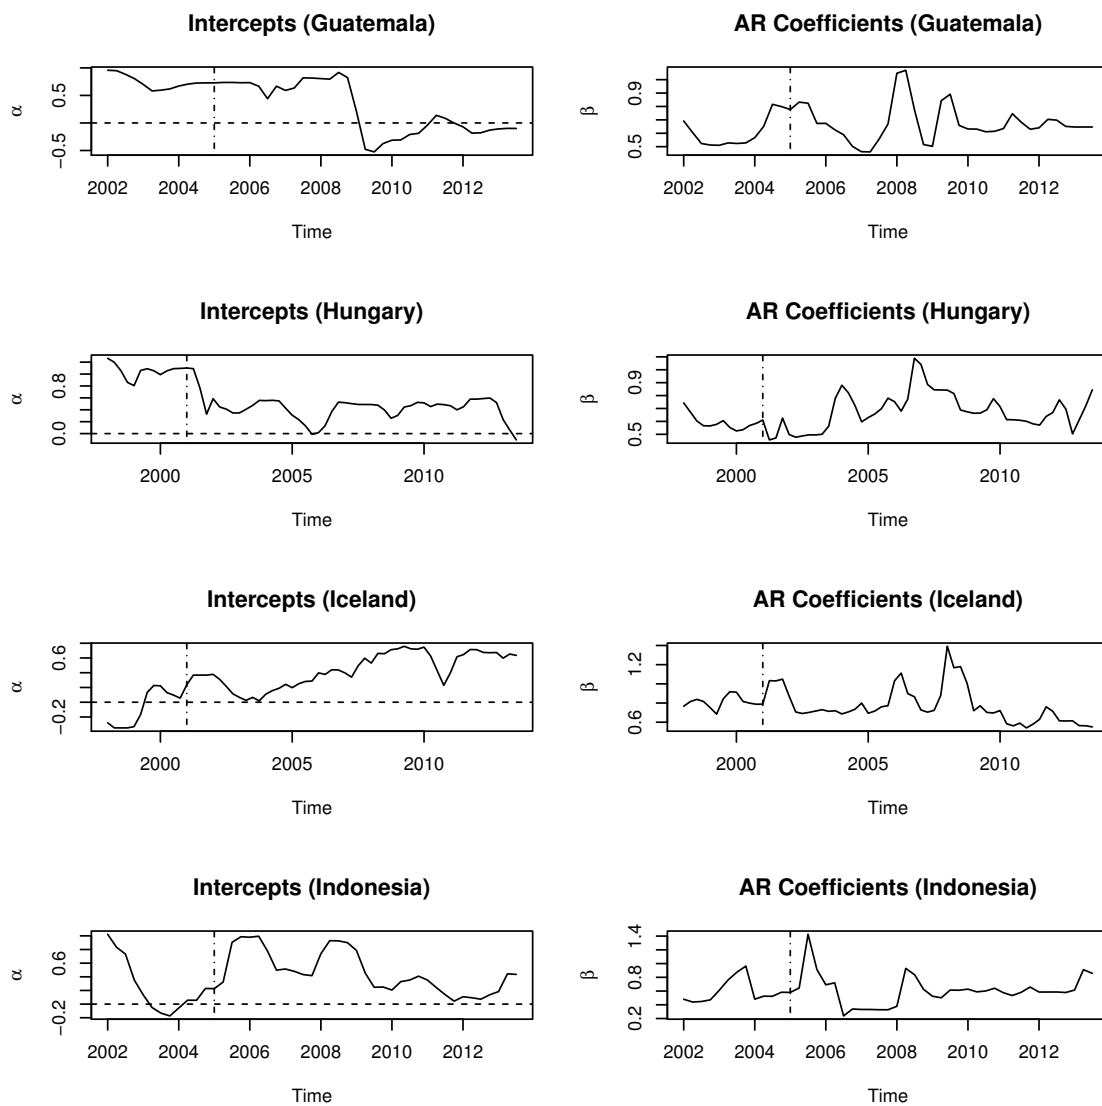 Intercepts (Guatemala)
α
0.5
−0.5
2002 2004 2006 2008 2010 2012
Time
AR Coefficients (Guatemala)
β
0.9
0.5
2002 2004 2006 2008 2010 2012
Time
Intercepts (Hungary)
α
0.8
0.0
2000 2005 2010
Time
AR Coefficients (Hungary)
β
0.9
0.5
2000 2005 2010
Time
Intercepts (Iceland)
α
0.6
−0.2
2000 2005 2010
Time
AR Coefficients (Iceland)
β
1.2
0.6
2000 2005 2010
Time
Intercepts (Indonesia)
α
0.6
−0.2
2002 2004 2006 2008 2010 2012
Time
AR Coefficients (Indonesia)
β
1.4
0.8
0.2
2002 2004 2006 2008 2010 2012
Time